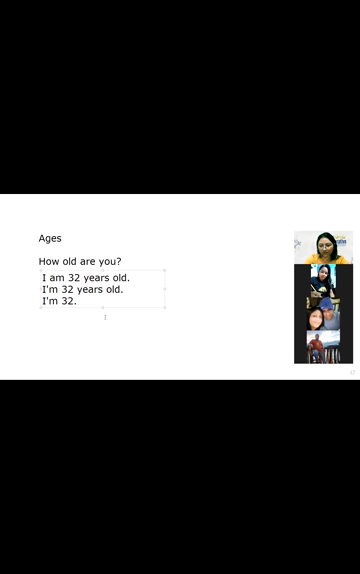 Ages
How old are you?
I am 32 years old.
I'm 32 years old.
I'm 32.